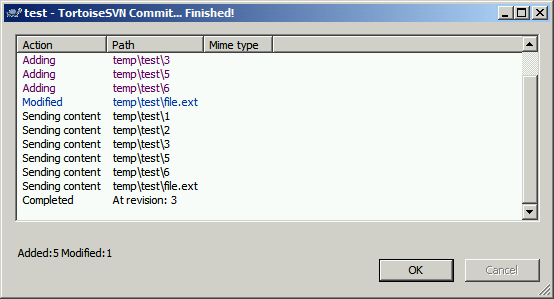 test - TortoiseSVN Commit... Finished!
Action Path Mime type
Adding temp\test\3
Adding temp\test\5
Adding temp\test\6
Modified temp\test\file.ext
Sending content temp\test\1
Sending content temp\test\2
Sending content temp\test\3
Sending content temp\test\5
Sending content temp\test\6
Sending content temp\test\file.ext
Completed At revision: 3
Added:5 Modified:1
OK Cancel